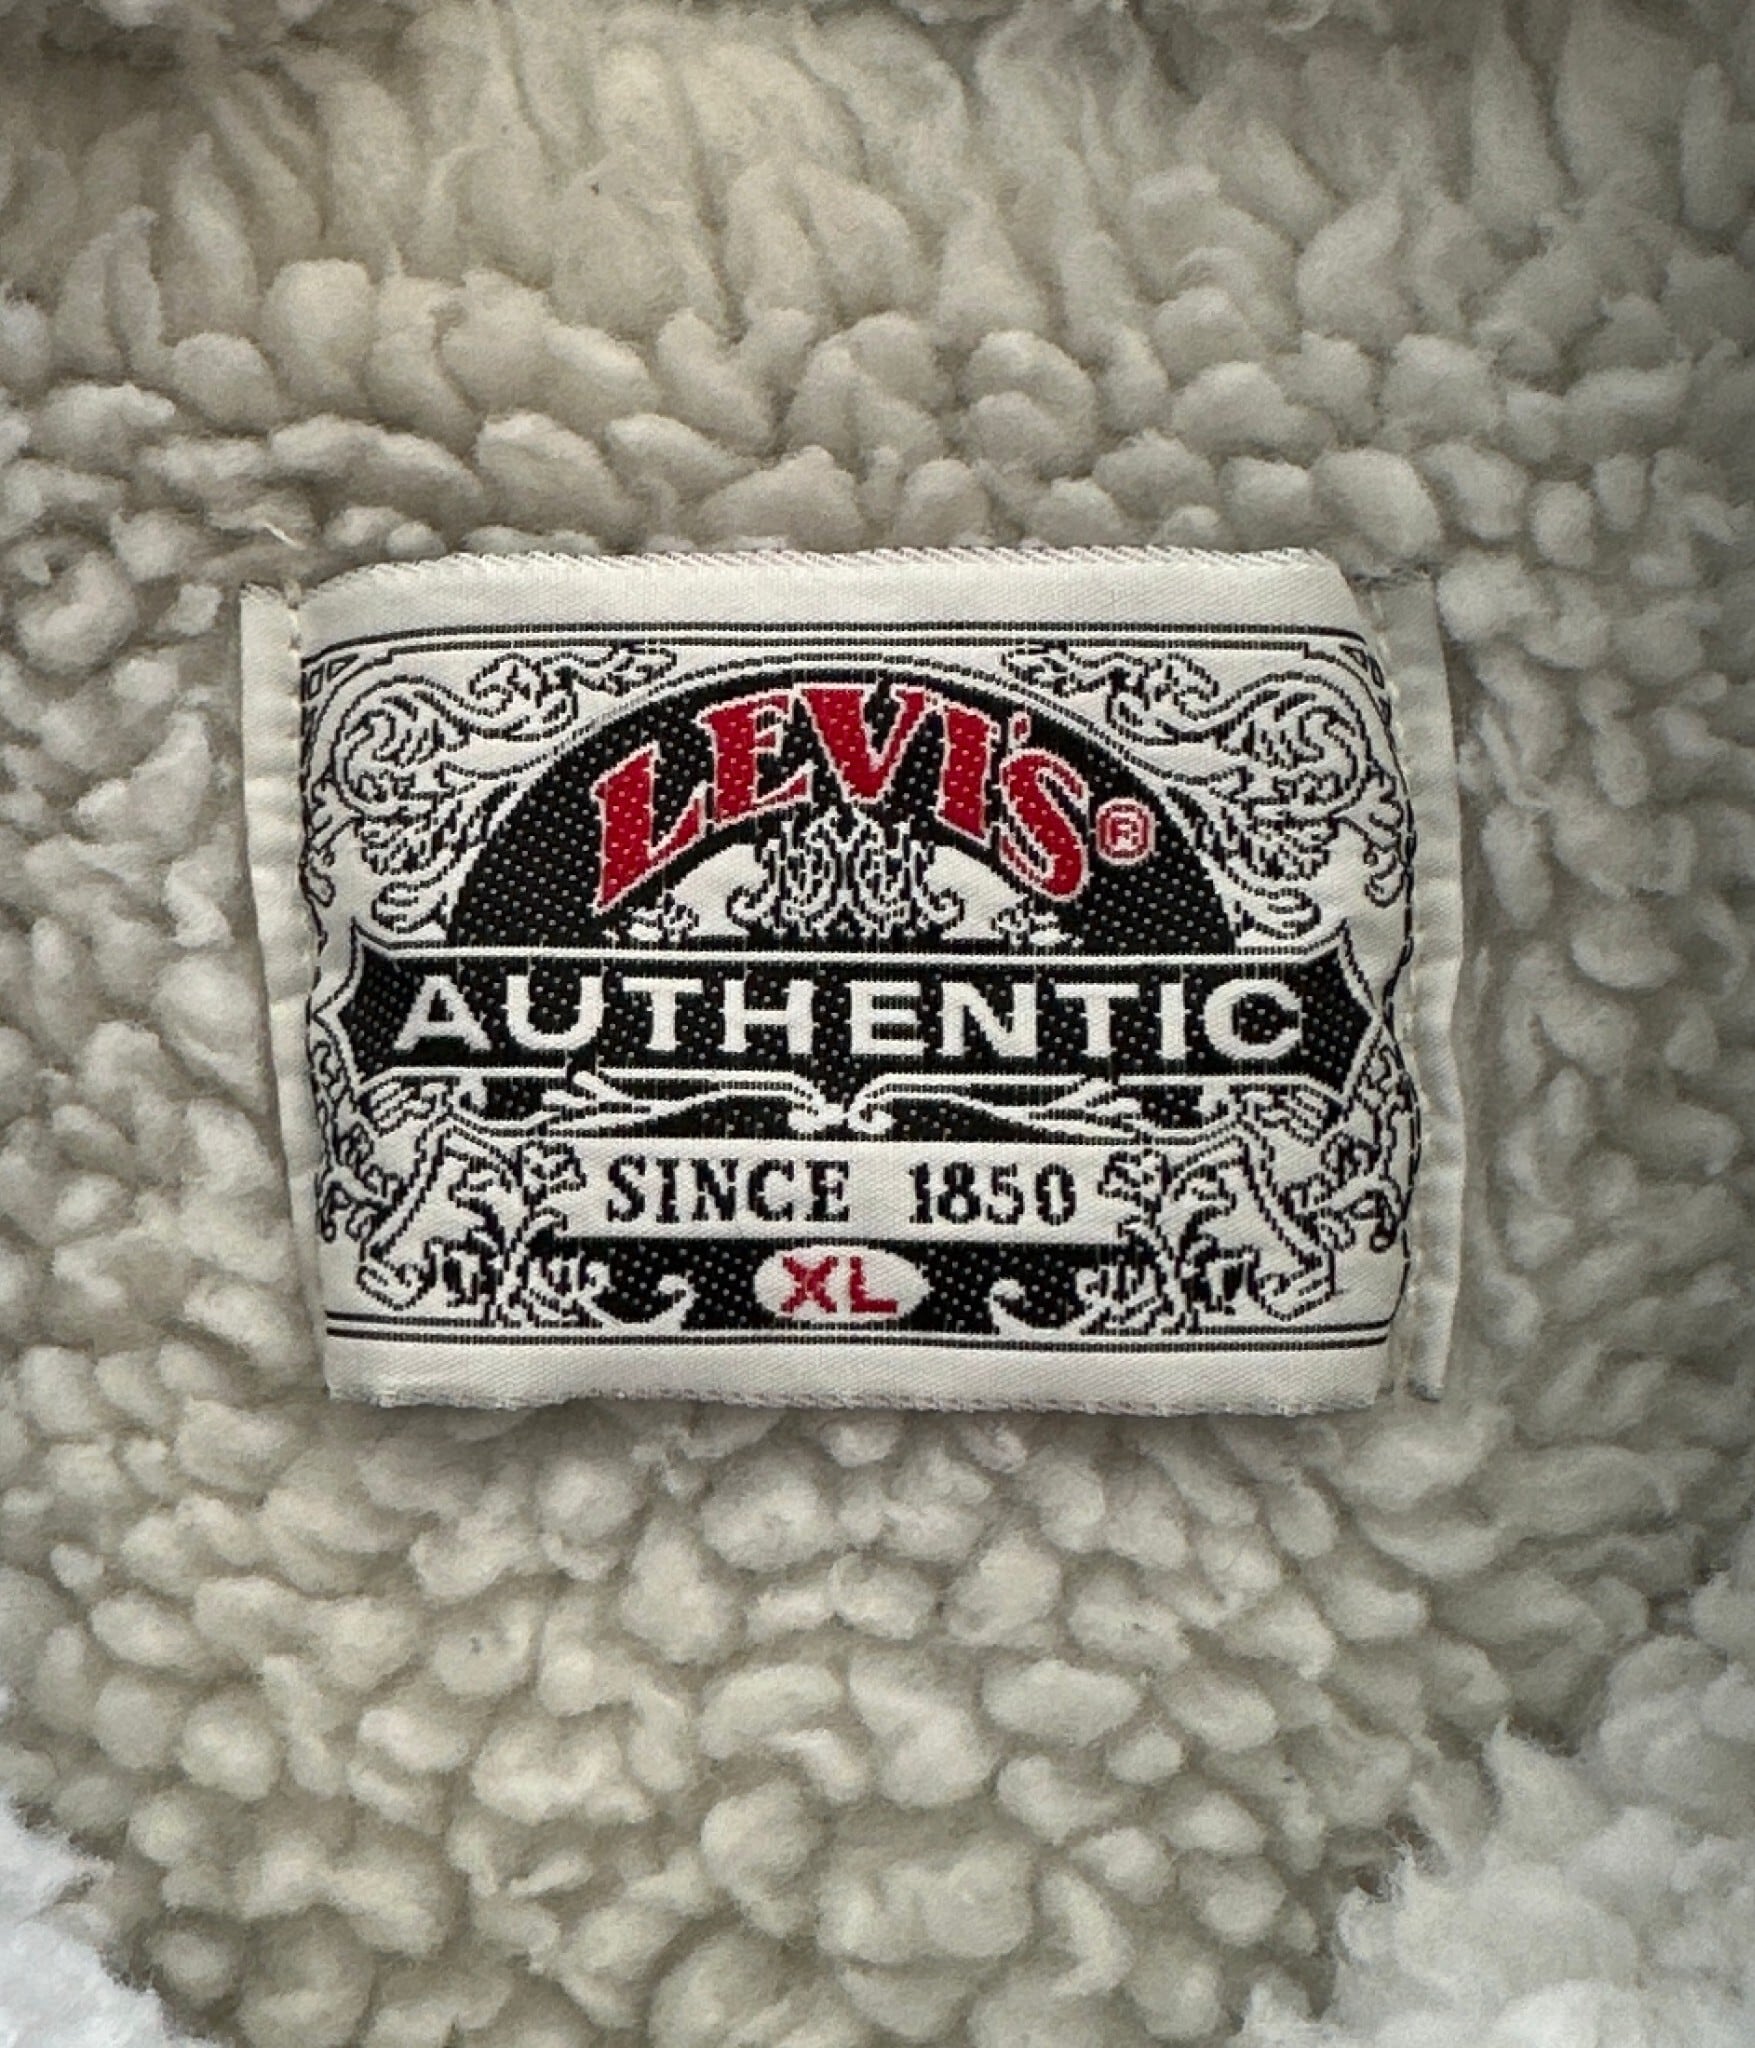 LEVI'S®
AUTHENTIC
SINCE 1850
XL